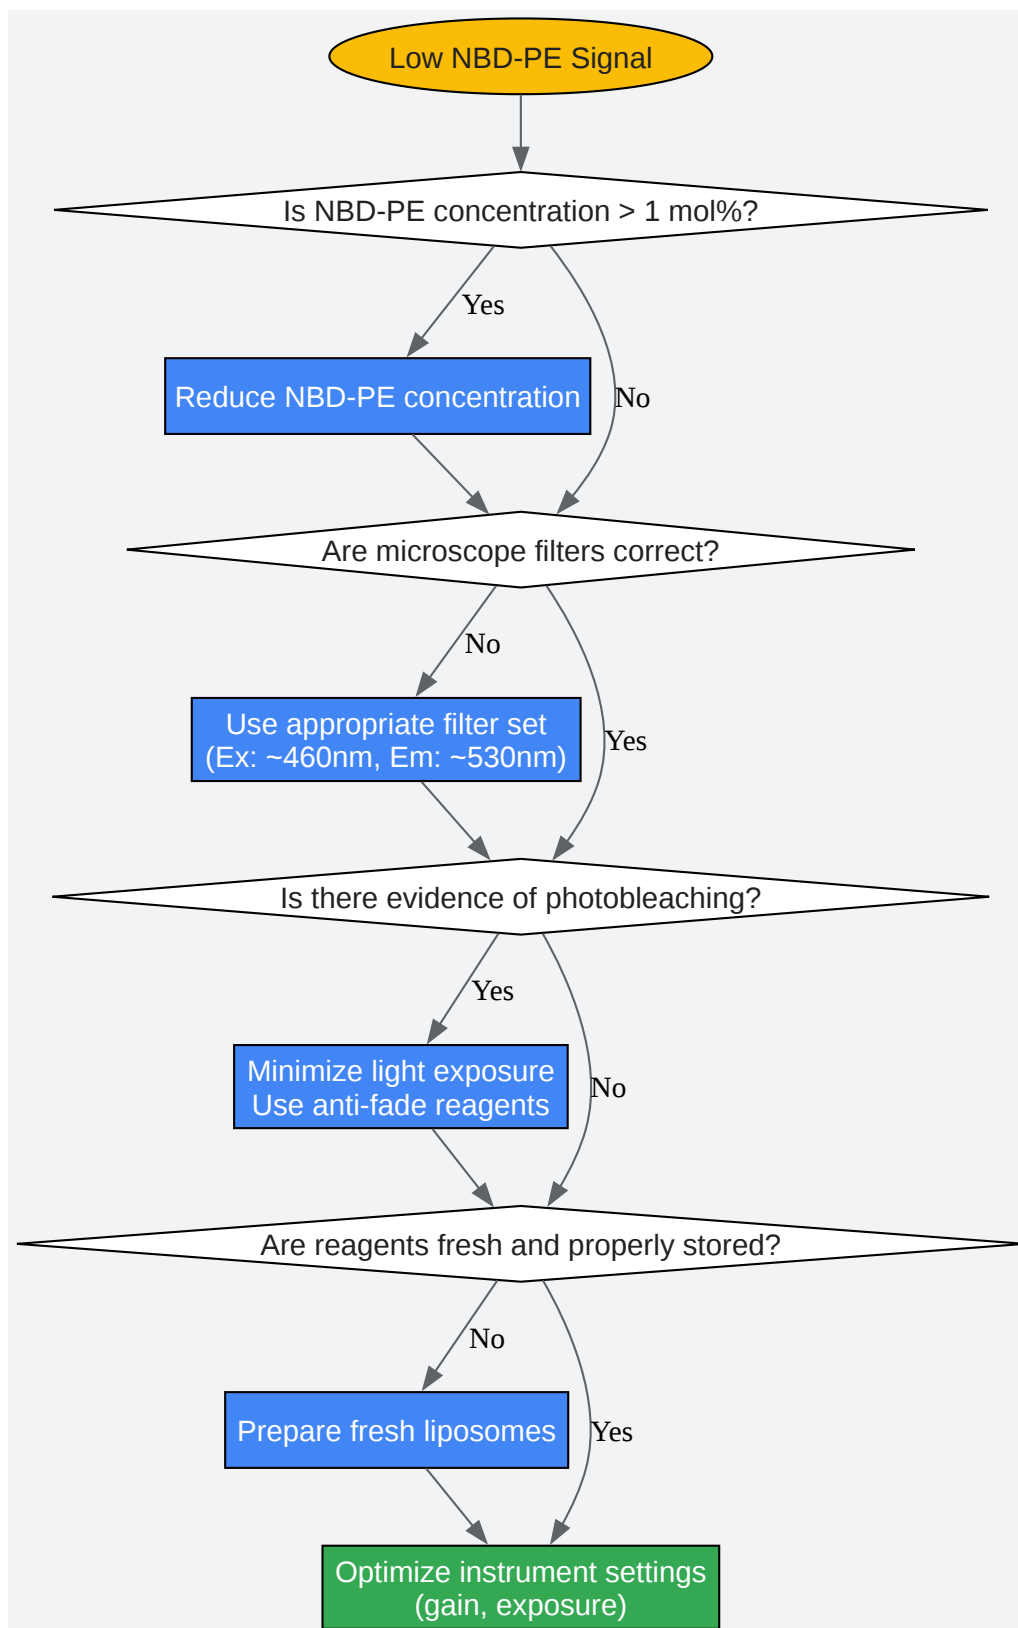 Low NBD-PE Signal
Is NBD-PE concentration > 1 mol%?
Yes
Reduce NBD-PE concentration
No
Are microscope filters correct?
No
Use appropriate filter set
(Ex: ~460nm, Em: ~530nm)
Yes
Is there evidence of photobleaching?
Yes
Minimize light exposure
Use anti-fade reagents
No
Are reagents fresh and properly stored?
No
Prepare fresh liposomes
Yes
Optimize instrument settings
(gain, exposure)